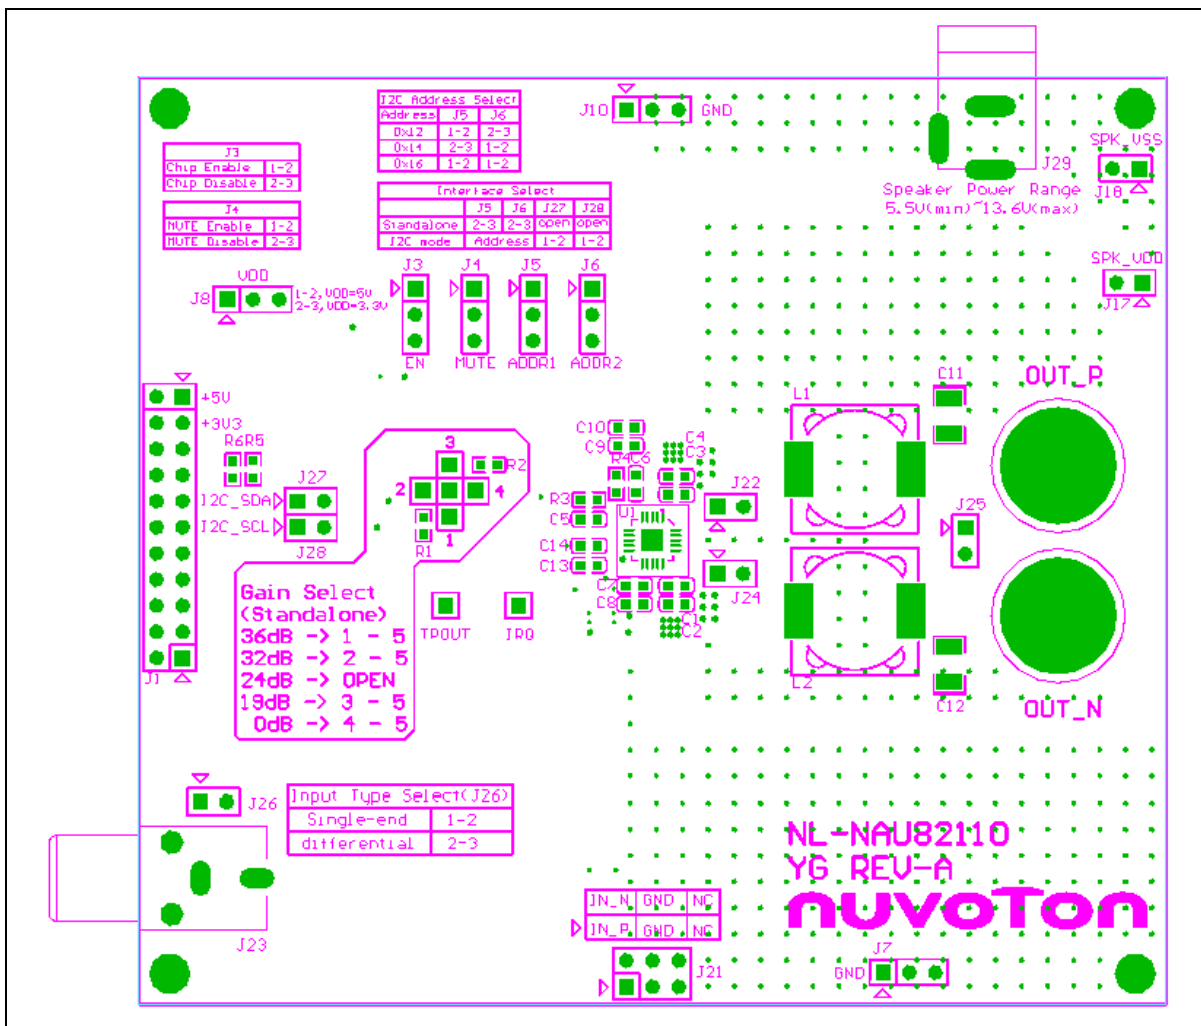 I2C Address Select
Address J5 J6
0x12 1-2 2-3
0x14 2-3 1-2
0x16 1-2 1-2
J10 GND
SPK_VSS
J18
J29
Speaker Power Range
5.5V(min)~13.6V(max)
J3
Chip Enable 1-2
Chip Disable 2-3
J4
MUTE Enable 1-2
MUTE Disable 2-3
Interface Select
J5 J6 J27 J28
Standalone 2-3 2-3 open open
I2C mode Address 1-2 1-2
VDD
J8
1-2,VDD=5V
2-3,VDD=3.3V
J3 J4 J5 J6
EN MUTE ADDR1 ADDR2
SPK_VDD
J17
+5V
+3V3
R6 R5
J27
I2C_SDA
I2C_SCL
J28
J1
3
R2
2 4
1
R1
Gain Select
(Standalone)
36dB -> 1 - 5
32dB -> 2 - 5
24dB -> OPEN
19dB -> 3 - 5
0dB -> 4 - 5
TPOUT IRQ
C10
C9
C4
C3
R4 C6
R3
U1
C5
C14
C13
C7
C8
C1
C2
J22
J24
L1
L2
C11
C12
J25
OUT_P
OUT_N
J26
Input Type Select(J26)
Single-end 1-2
differential 2-3
J23
NL-NAU82110
YG REV-A
nuvoTon
IN_N GND NC
IN_P GND NC
J21
J7
GND